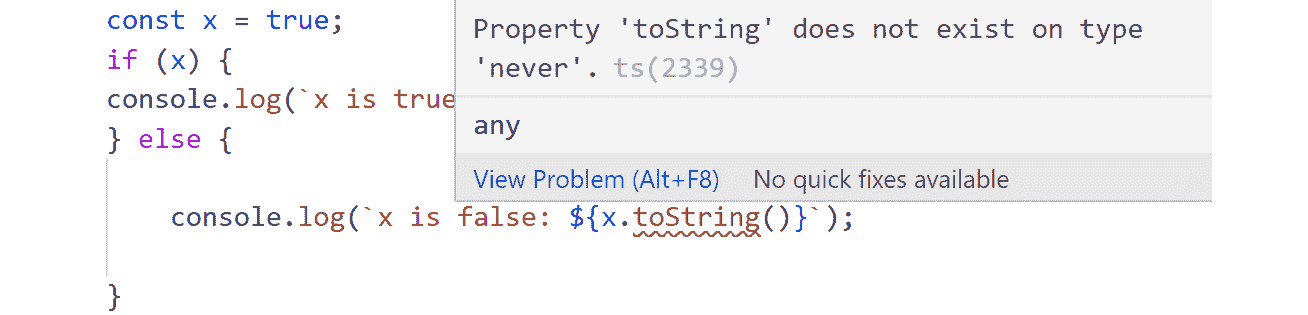 const x = true;
if (x) {
console.log(`x is true
} else {
console.log(`x is false: ${x.toString()}`);
}
Property 'toString' does not exist on type
'never'. ts(2339)
any
View Problem (Alt+F8) No quick fixes available